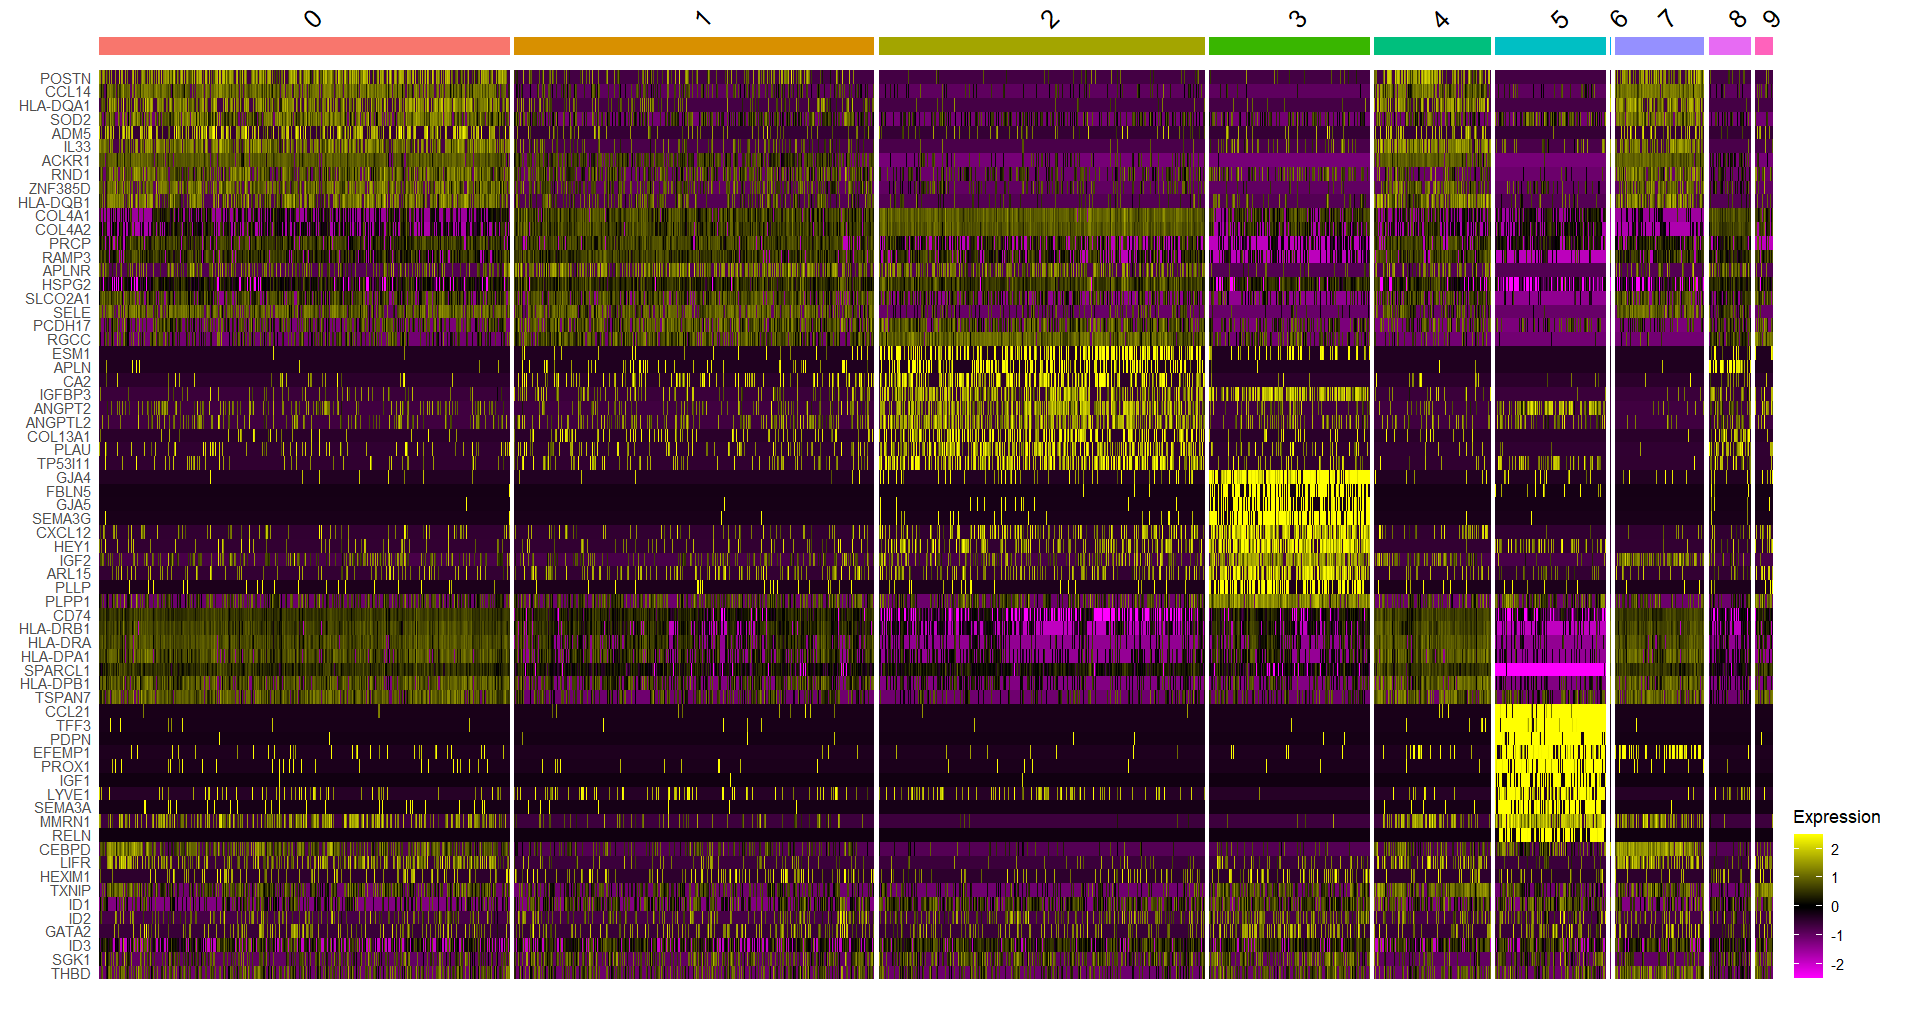 0 1 2 3 4 5 6 7 8 9
POSTN
CCL14
HLA-DQA1
SOD2
ADM5
IL33
ACKR1
RND1
ZNF385D
HLA-DQB1
COL4A1
COL4A2
PRCP
RAMP3
APLNR
HSPG2
SLCO2A1
SELE
PCDH17
RGCC
ESM1
APLN
CA2
IGFBP3
ANGPT2
ANGPTL2
COL13A1
PLAU
TP53I11
GJA4
FBLN5
GJA5
SEMA3G
CXCL12
HEY1
IGF2
ARL15
PLLP
PLPP1
CD74
HLA-DRB1
HLA-DRA
HLA-DPA1
SPARCL1
HLA-DPB1
TSPAN7
CCL21
TFF3
PDPN
EFEMP1
PROX1
IGF1
LYVE1
SEMA3A
MMRN1
RELN
CEBPD
LIFR
HEXIM1
TXNIP
ID1
ID2
GATA2
ID3
SGK1
THBD
Expression
2
1
0
-1
-2